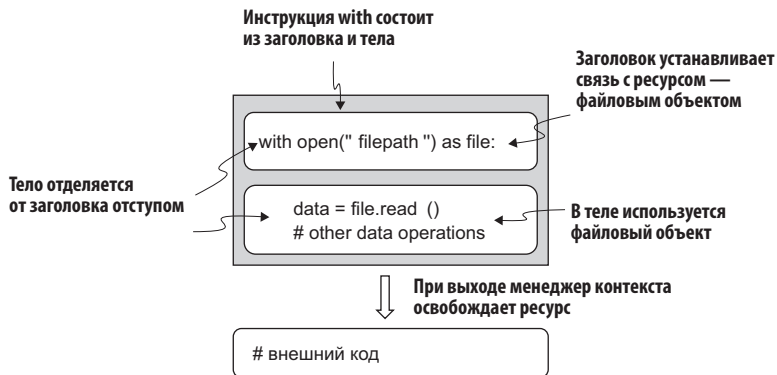 Инструкция with состоит
из заголовка и тела
Заголовок устанавливает
связь с ресурсом —
файловым объектом
with open(" filepath ") as file:
Тело отделяется
от заголовка отступом
data = file.read ()
# other data operations
В теле используется
файловый объект
При выходе менеджер контекста
освобождает ресурс
# внешний код